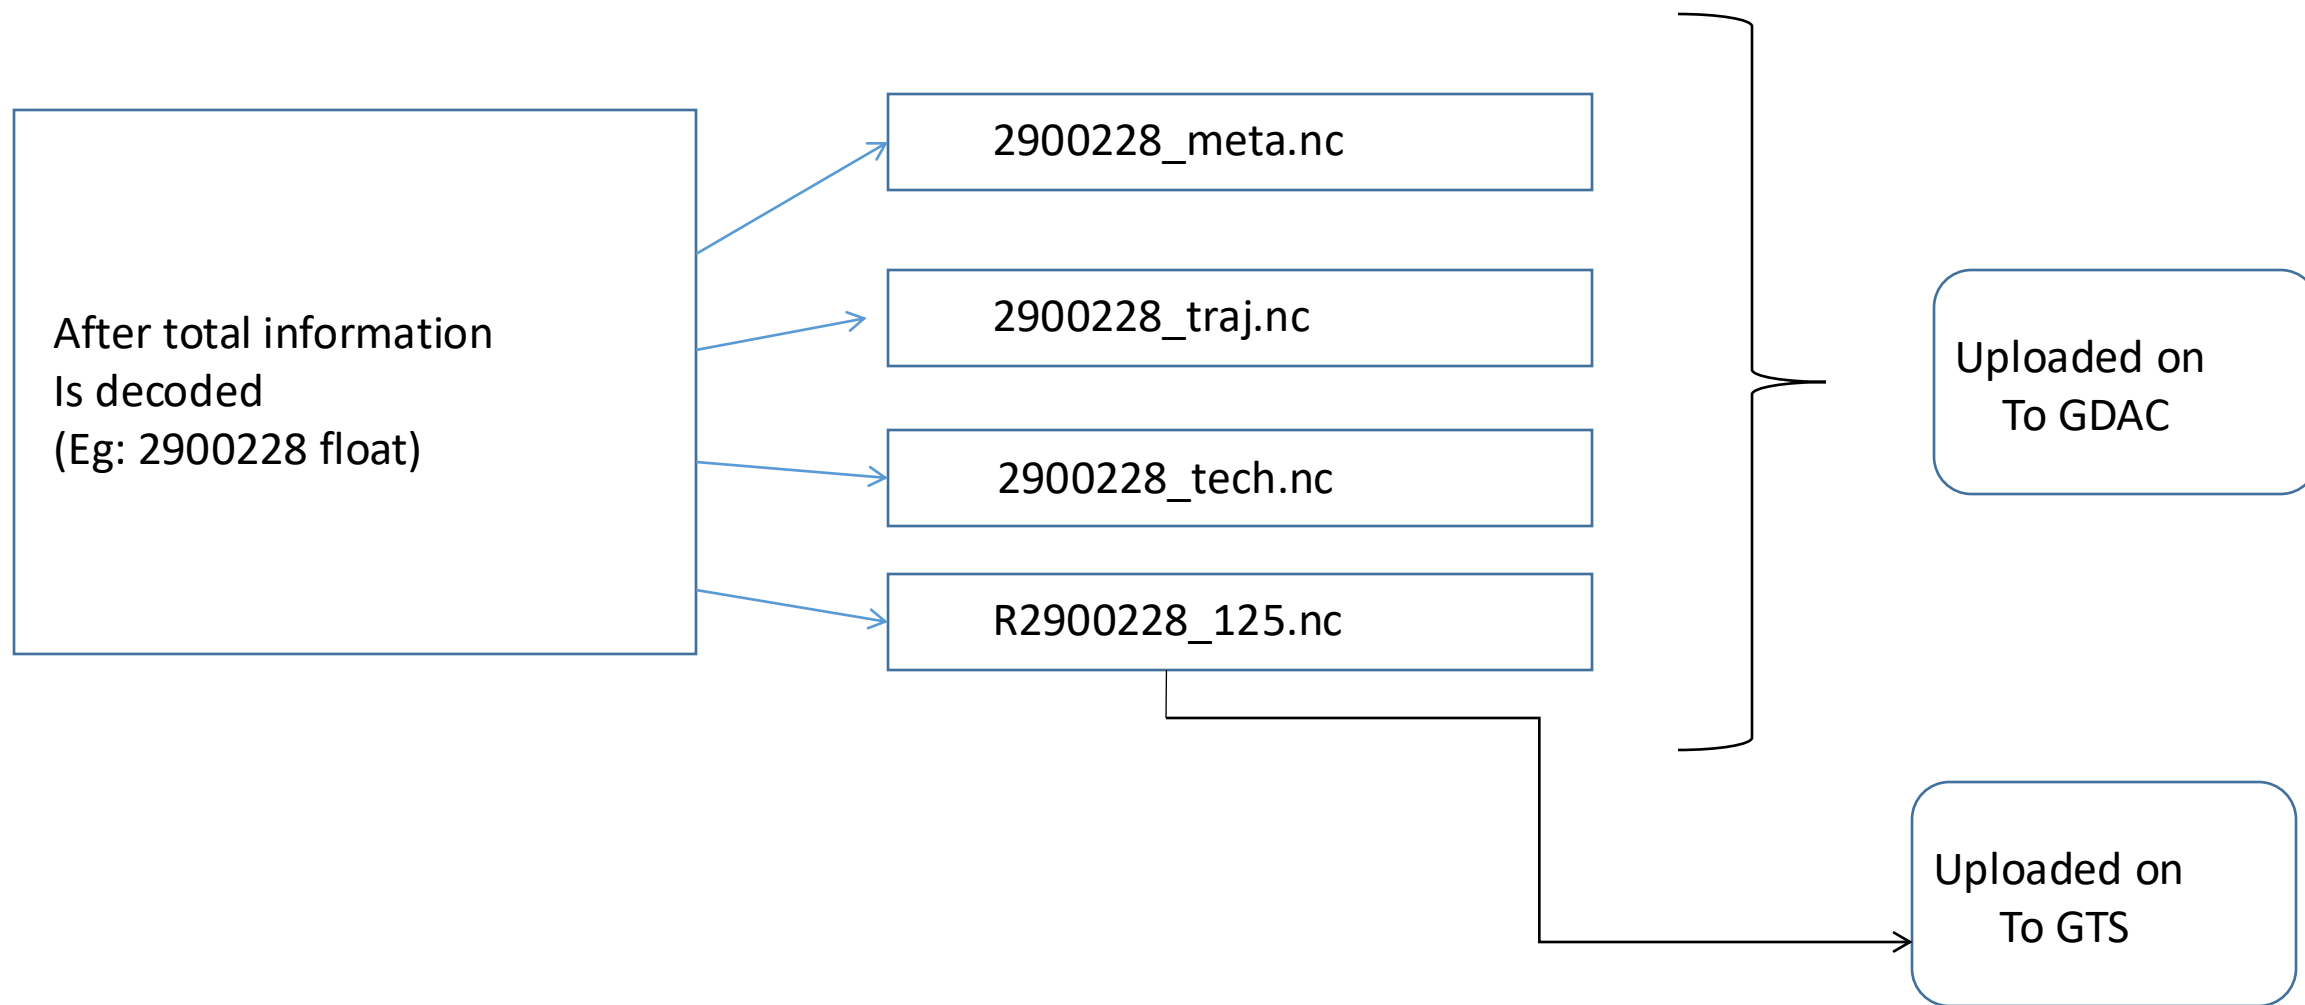 After total information
Is decoded
(Eg: 2900228 float)
2900228_meta.nc
2900228_traj.nc
2900228_tech.nc
R2900228_125.nc
Uploaded on
To GDAC
Uploaded on
To GTS